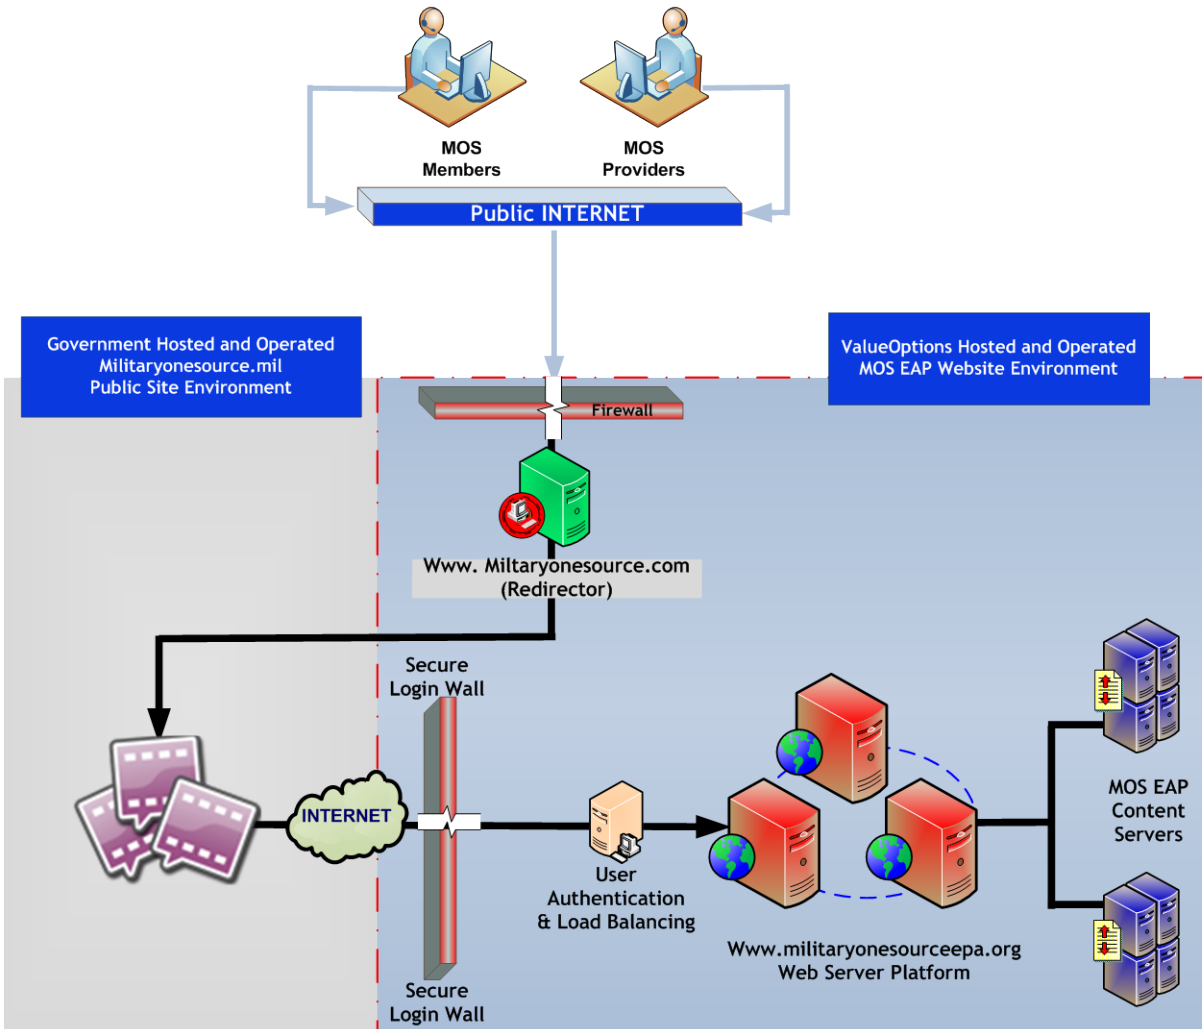 MOS
Members
MOS
Providers
Public INTERNET
Government Hosted and Operated
Militaryonesource.mil
Public Site Environment
ValueOptions Hosted and Operated
MOS EAP Website Environment
Firewall
Www. Miltaryonesource.com
(Redirector)
Secure
Login Wall
INTERNET
User
Authentication
& Load Balancing
Www.militaryonesourceepa.org
Web Server Platform
MOS EAP
Content
Servers
Secure
Login Wall